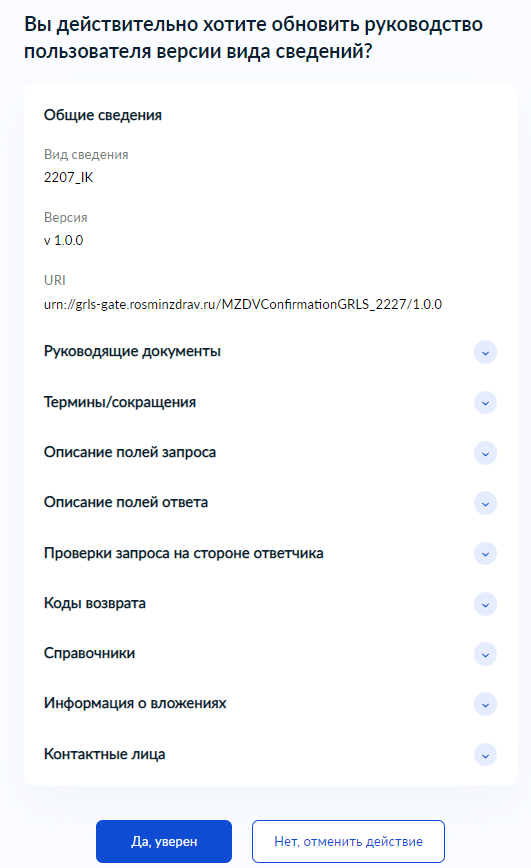 Вы действительно хотите обновить руководство
пользователя версии вида сведений?
Общие сведения
Вид сведения
2207_IK
Версия
v 1.0.0
URI
urn://grls-gate.rosminzdrav.ru/MZDVConfirmationGRLS_2227/1.0.0
Руководящие документы
Термины/сокращения
Описание полей запроса
Описание полей ответа
Проверки запроса на стороне ответчика
Коды возврата
Справочники
Информация о вложениях
Контактные лица
Да, уверен
Нет, отменить действие